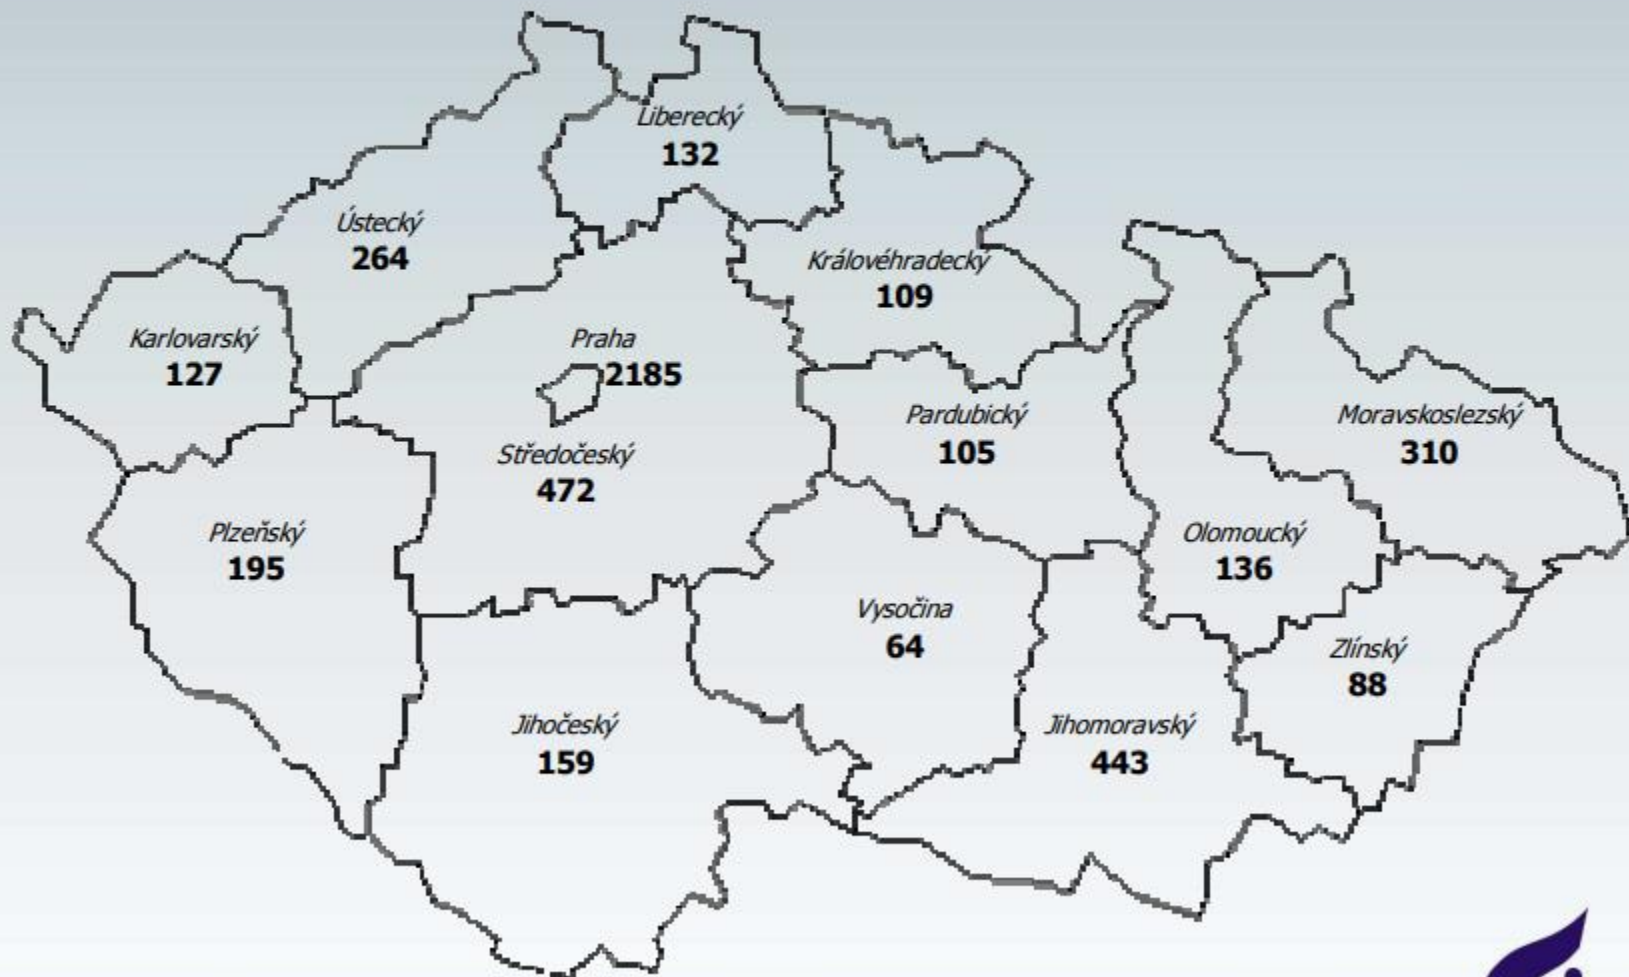 Liberecký
132
Ústecký
264
Královéhradecký
109
Karlovarský
127
Praha
2185
Pardubický
105
Moravskoslezský
310
Středočeský
472
Plzeňský
195
Olomoucký
136
Vysočina
64
Zlínský
88
Jihočeský
159
Jihomoravský
443